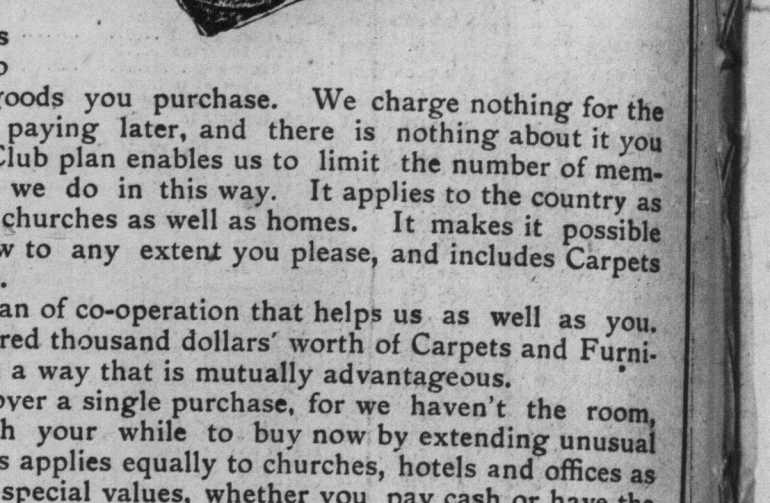 s
o
goods you purchase. We charge nothing for the
paying later, and there is nothing about it you
Club plan enables us to limit the number of mem-
we do in this way. It applies to the country as
churches as well as homes. It makes it possible
w to any extent you please, and includes Carpets
.
an of co-operation that helps us as well as you.
red thousand dollars' worth of Carpets and Furni-
a way that is mutually advantageous.
over a single purchase, for we haven't the room,
h your while to buy now by extending unusual
s applies equally to churches, hotels and offices as
special values, whether you pay cash or have the